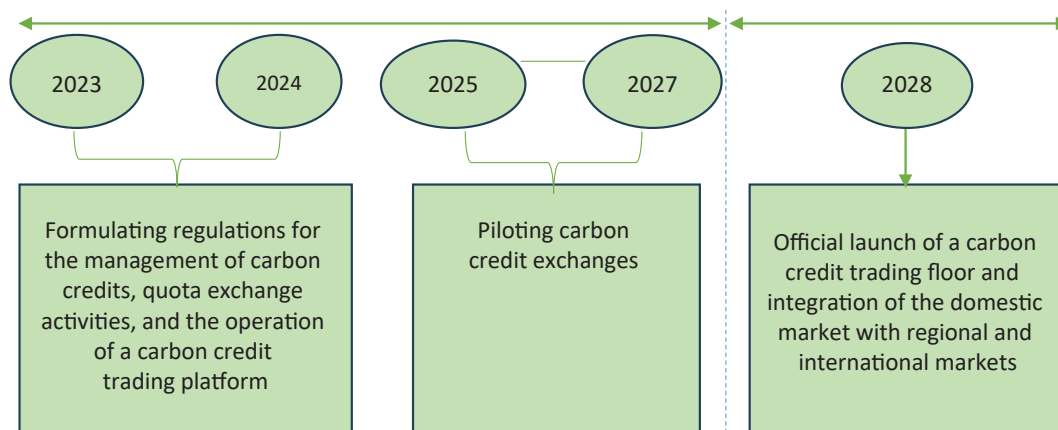 2023
2024
2025
2027
2028
Formulating regulations for
the management of carbon
credits, quota exchange
activities, and the operation
of a carbon credit
trading platform
Piloting carbon
credit exchanges
Official launch of a carbon
credit trading floor and
integration of the domestic
market with regional and
international markets